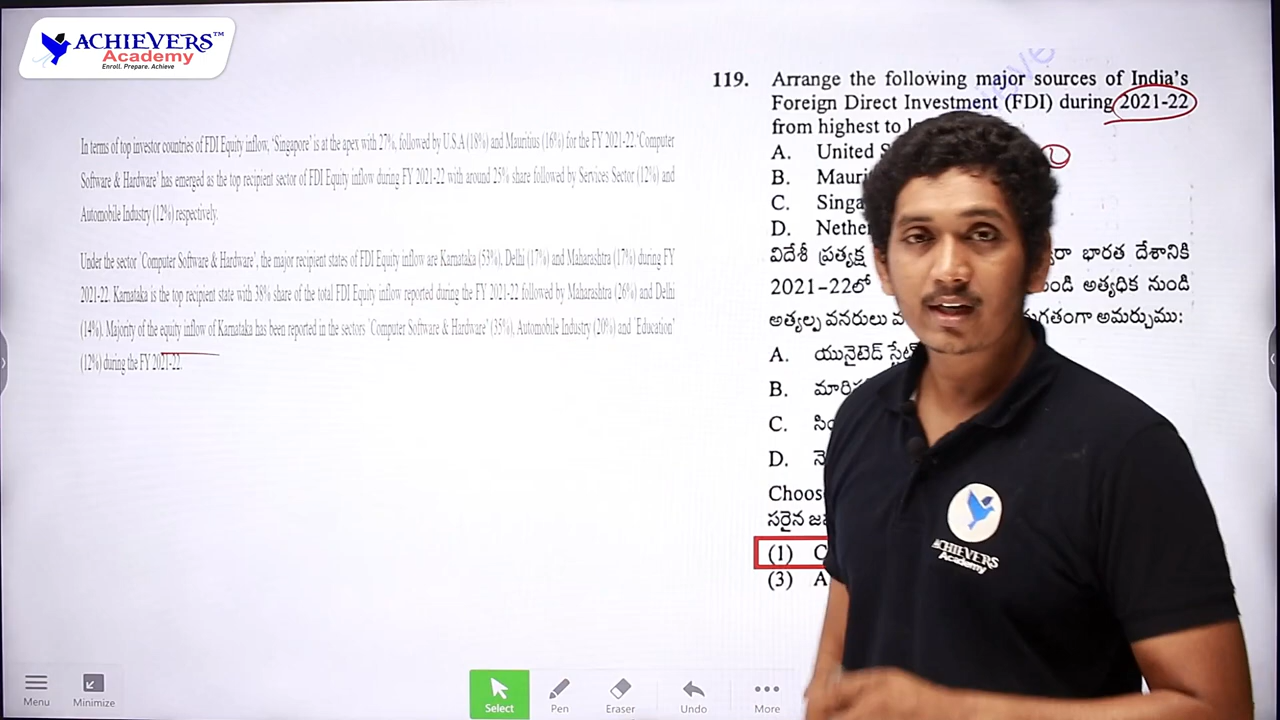 ACHIEVERS™
Academy
Enroll. Prepare. Achieve
In terms of top investor countries of FDI Equity inflow, 'Singapore' is at the apex with 27%, followed by U.S.A (18%) and Mauritius (16%) for the FY 2021-22.'Computer
Software & Hardware' has emerged as the top recipient sector of FDI Equity inflow during FY 2021-22 with around 25% share followed by Services Sector (12%) and
Automobile Industry (12%) respectively.
Under the sector `Computer Software & Hardware', the major recipient states of FDI Equity inflow are Karnataka (53%), Delhi (17%) and Maharashtra (17%) during FY
2021-22. Karnataka is the top recipient state with 38% share of the total FDI Equity inflow reported during the FY 2021-22 followed by Maharashtra (26%) and Delhi
(14%). Majority of the equity inflow of Karnataka has been reported in the sectors `Computer Software & Hardware' (35%), Automobile Industry (20%) and `Education'
(12%) during the FY 2021-22.
119. Arrange the following major sources of India's
Foreign Direct Investment (FDI) during 2021-22
from highest to
A. United
B.
C.
D.
విదేశీ ప్రత్యక్ష భారత దేశానికి
2021-22లో అత్యధిక నుండి
అత్యల్ప వనరులు అమర్చుము:
A. యునైటెడ్
B.
C.
D.
సరైన
(1) C
(3) A
ACHIEVERS
Academy
Menu
Minimize
Select
Pen
Eraser
Undo
More